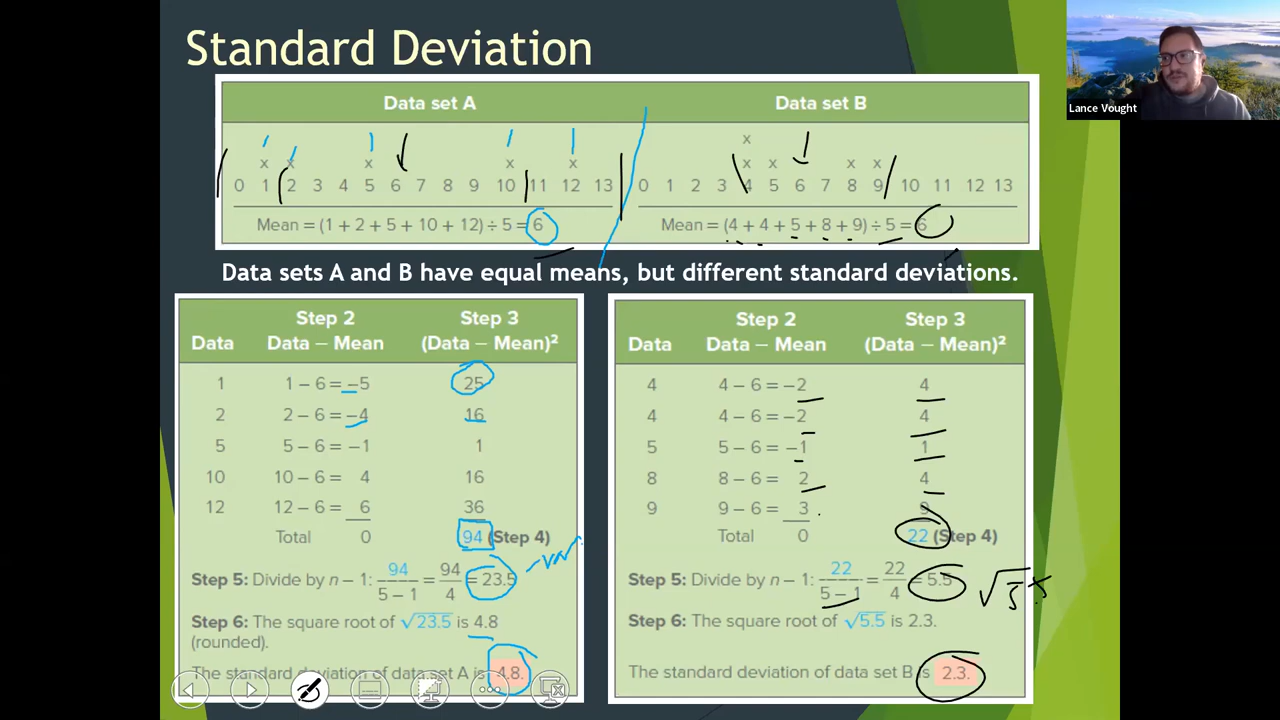 Standard Deviation
Lance Vought
Data set A
Data set B
x
x x x x x
x x x x
0 1 2 3 4 5 6 7 8 9 10 11 12 13
0 1 2 3 4 5 6 7 8 9 10 11 12 13
Mean = (1 + 2 + 5 + 10 + 12) ÷ 5 = 6
Mean = (4 + 4 + 5 + 8 + 9) ÷ 5 = 6
Data sets A and B have equal means, but different standard deviations.
Step 2 Step 3
Data Data − Mean (Data − Mean)²
1 1 − 6 = −5 25
2 2 − 6 = −4 16
5 5 − 6 = −1 1
10 10 − 6 = 4 16
12 12 − 6 = 6 36
Total 0 94 (Step 4)
Step 5: Divide by n − 1: 94/5 − 1 = 94/4 = 23.5
-var.
Step 6: The square root of √23.5 is 4.8
(rounded).
The standard deviation of data set A is 4.8.
Step 2 Step 3
Data Data − Mean (Data − Mean)²
4 4 − 6 = −2 4
4 4 − 6 = −2 4
5 5 − 6 = −1 1
8 8 − 6 = 2 4
9 9 − 6 = 3 9
Total 0 22 (Step 4)
Step 5: Divide by n − 1: 22/5 − 1 = 22/4 = 5.5
√5.5
Step 6: The square root of √5.5 is 2.3.
The standard deviation of data set B is 2.3.